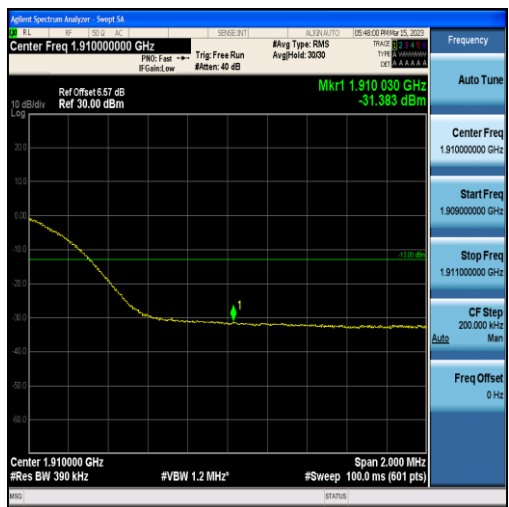 Agilent Spectrum Analyzer - Swept SA
RL RF 50 Ω AC SENSE:INT ALIGN AUTO 05:48:00 PM Mar 15, 2023
Center Freq 1.910000000 GHz
PNO: Fast
IFGain:Low
Trig: Free Run
#Atten: 40 dB
#Avg Type: RMS
Avg|Hold: 30/30
TRACE 1 2 3 4 5 6
TYPE A
DET A A A A A A
Frequency
Auto Tune
Center Freq
1.910000000 GHz
Start Freq
1.909000000 GHz
Stop Freq
1.911000000 GHz
CF Step
200.000 kHz
Auto Man
Freq Offset
0 Hz
Mkr1 1.910 030 GHz
-31.383 dBm
Ref Offset 6.57 dB
10 dB/div Ref 30.00 dBm
Log
20.0
10.0
0.00
-10.0
-13.00 dBm
-20.0
1
-30.0
-40.0
-50.0
-60.0
Center 1.910000 GHz Span 2.000 MHz
#Res BW 390 kHz #VBW 1.2 MHz* #Sweep 100.0 ms (601 pts)
MSG STATUS